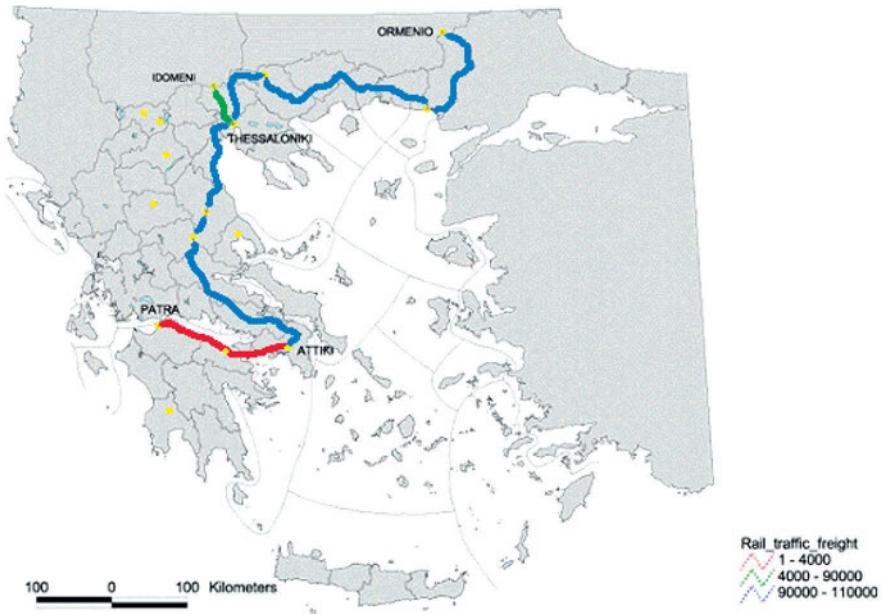 ORMENIO
IDOMENI
THESSALONIKI
PATRA
ATTIKI
Rail_traffic_freight
1 - 4000
4000 - 90000
90000 - 110000
100 0 100 Kilometers